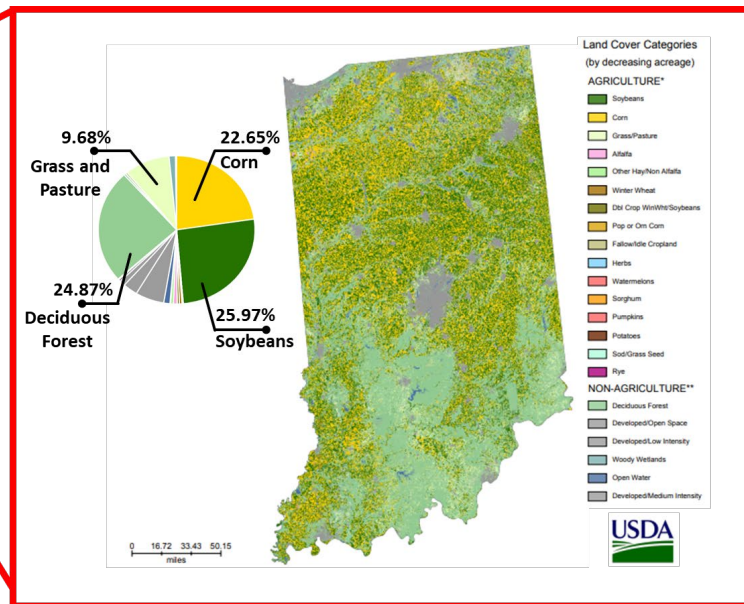 9.68%
Grass and
Pasture
22.65%
Corn
24.87%
Deciduous
Forest
25.97%
Soybeans
0 16.72 33.43 50.15
miles
Land Cover Categories
(by decreasing acreage)
AGRICULTURE*
Soybeans
Corn
Grass/Pasture
Alfalfa
Other Hay/Non Alfalfa
Winter Wheat
Dbl Crop WinWht/Soybeans
Pop or Orn Corn
Fallow/Idle Cropland
Herbs
Watermelons
Sorghum
Pumpkins
Potatoes
Sod/Grass Seed
Rye
NON-AGRICULTURE**
Deciduous Forest
Developed/Open Space
Developed/Low Intensity
Woody Wetlands
Open Water
Developed/Medium Intensity
USDA